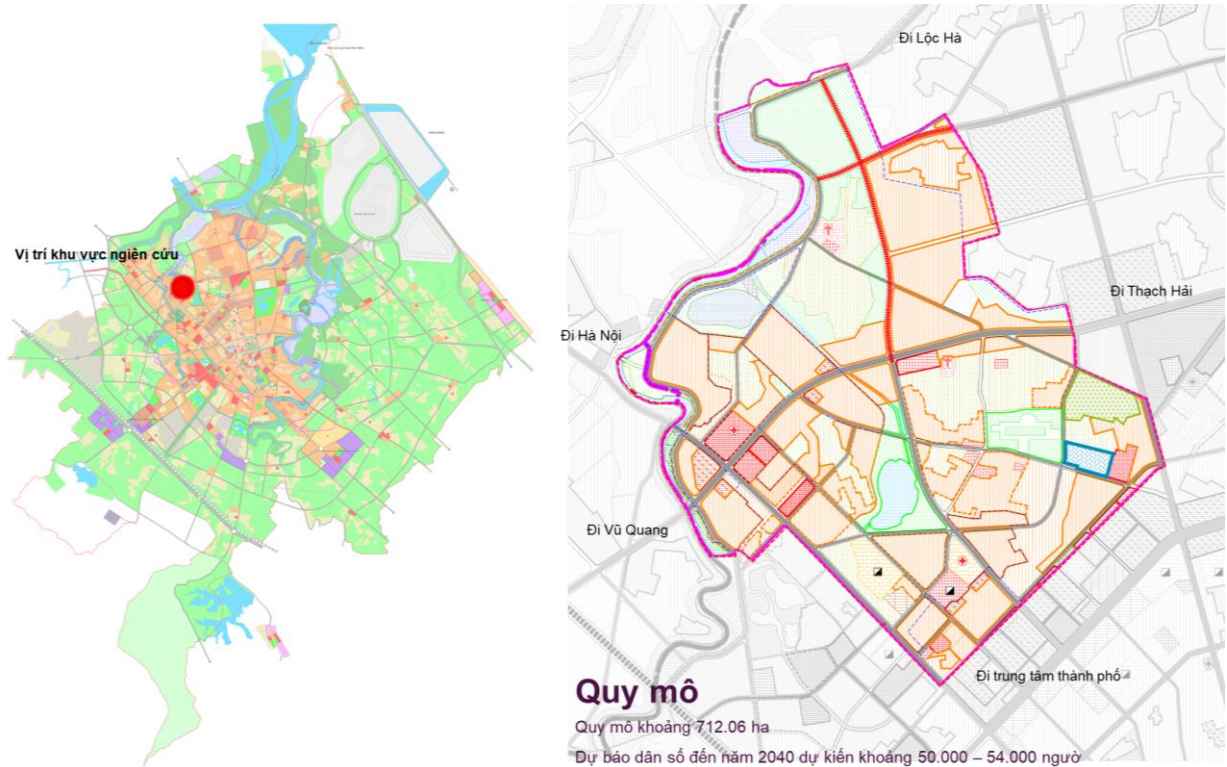 Vị trí khu vực ngiên cứu
Đi Lộc Hà
Đi Thạch Hải
Đi Hà Nội
Đi Vũ Quang
Đi trung tâm thành phố
Quy mô
Quy mô khoảng 712.06 ha
Dự báo dân số đến năm 2040 dự kiến khoảng 50.000 – 54.000 ngườ